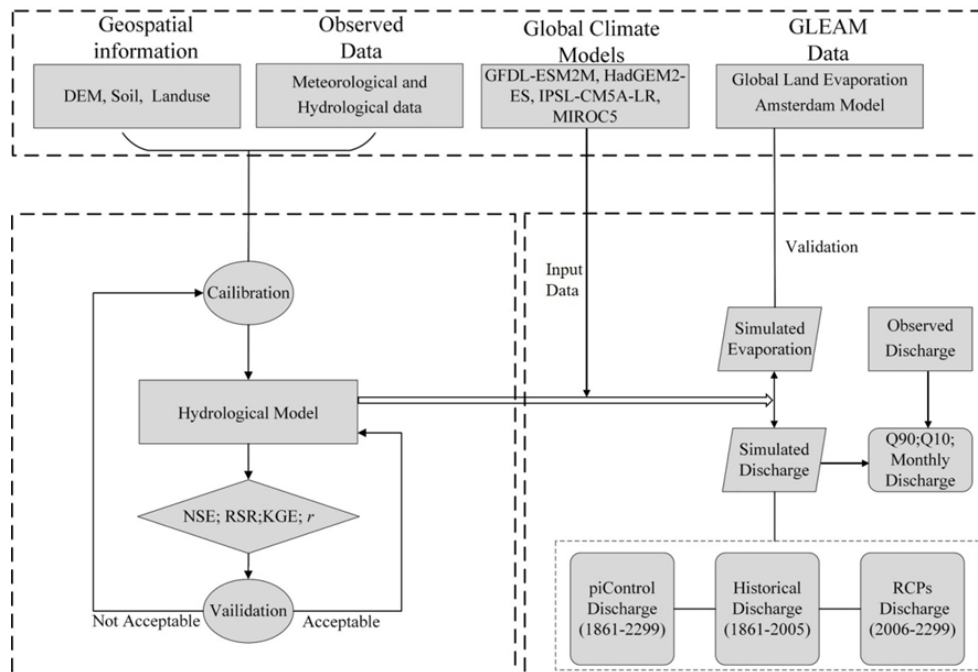 Geospatial
information
DEM, Soil, Landuse
Observed
Data
Meteorological and
Hydrological data
Global Climate
Models
GFDL-ESM2M, HadGEM2-
ES, IPSL-CM5A-LR,
MIROC5
GLEAM
Data
Global Land Evaporation
Amsterdam Model
Cailibration
Hydrological Model
NSE; RSR;KGE; r
Vailidation
Not Acceptable
Acceptable
Input
Data
Validation
Simulated
Evaporation
Observed
Discharge
Simulated
Discharge
Q90;Q10;
Monthly
Discharge
piControl
Discharge
(1861-2299)
Historical
Discharge
(1861-2005)
RCPs
Discharge
(2006-2299)